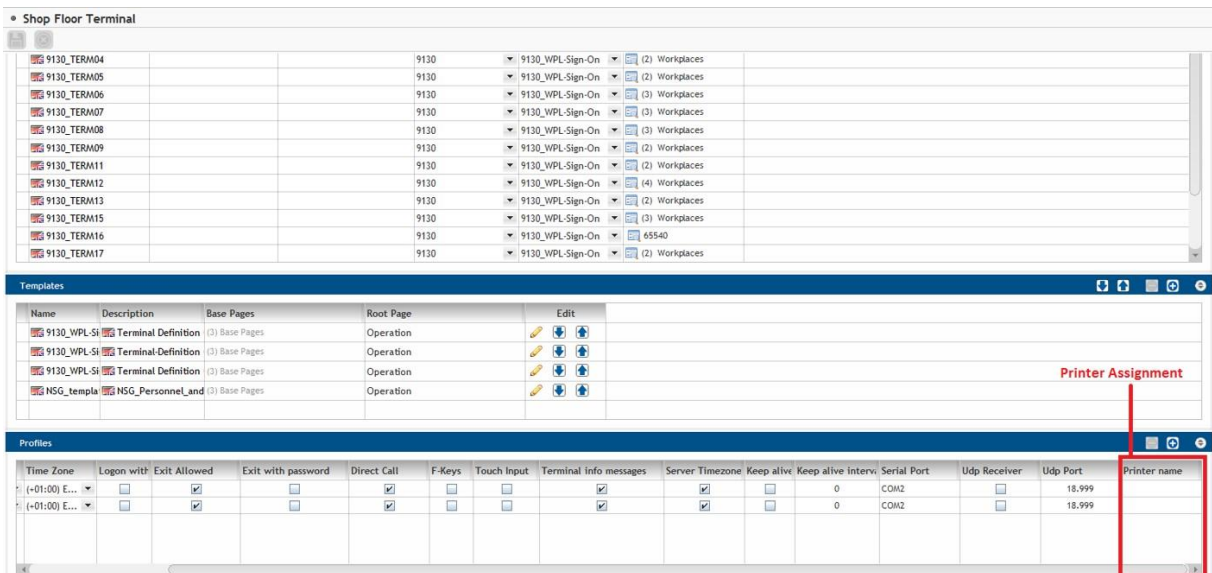 Shop Floor Terminal
9130_TERM04 9130 9130_WPL-Sign-On (2) Workplaces
9130_TERM05 9130 9130_WPL-Sign-On (2) Workplaces
9130_TERM06 9130 9130_WPL-Sign-On (3) Workplaces
9130_TERM07 9130 9130_WPL-Sign-On (3) Workplaces
9130_TERM08 9130 9130_WPL-Sign-On (3) Workplaces
9130_TERM09 9130 9130_WPL-Sign-On (2) Workplaces
9130_TERM11 9130 9130_WPL-Sign-On (2) Workplaces
9130_TERM12 9130 9130_WPL-Sign-On (4) Workplaces
9130_TERM13 9130 9130_WPL-Sign-On (2) Workplaces
9130_TERM15 9130 9130_WPL-Sign-On (3) Workplaces
9130_TERM16 9130 9130_WPL-Sign-On 65540
9130_TERM17 9130 9130_WPL-Sign-On (2) Workplaces
Templates
Name Description Base Pages Root Page Edit
9130_WPL-Si Terminal Definition (3) Base Pages Operation
9130_WPL-Si Terminal-Definition (3) Base Pages Operation
9130_WPL-Si Terminal Definition (3) Base Pages Operation
NSG_templa NSG_Personnel_and (3) Base Pages Operation
Printer Assignment
Profiles
Time Zone Logon with Exit Allowed Exit with password Direct Call F-Keys Touch Input Terminal info messages Server Timezone Keep alive Keep alive interv Serial Port Udp Receiver Udp Port Printer name
(+01:00) E... 0 COM2 18.999
(+01:00) E... 0 COM2 18.999